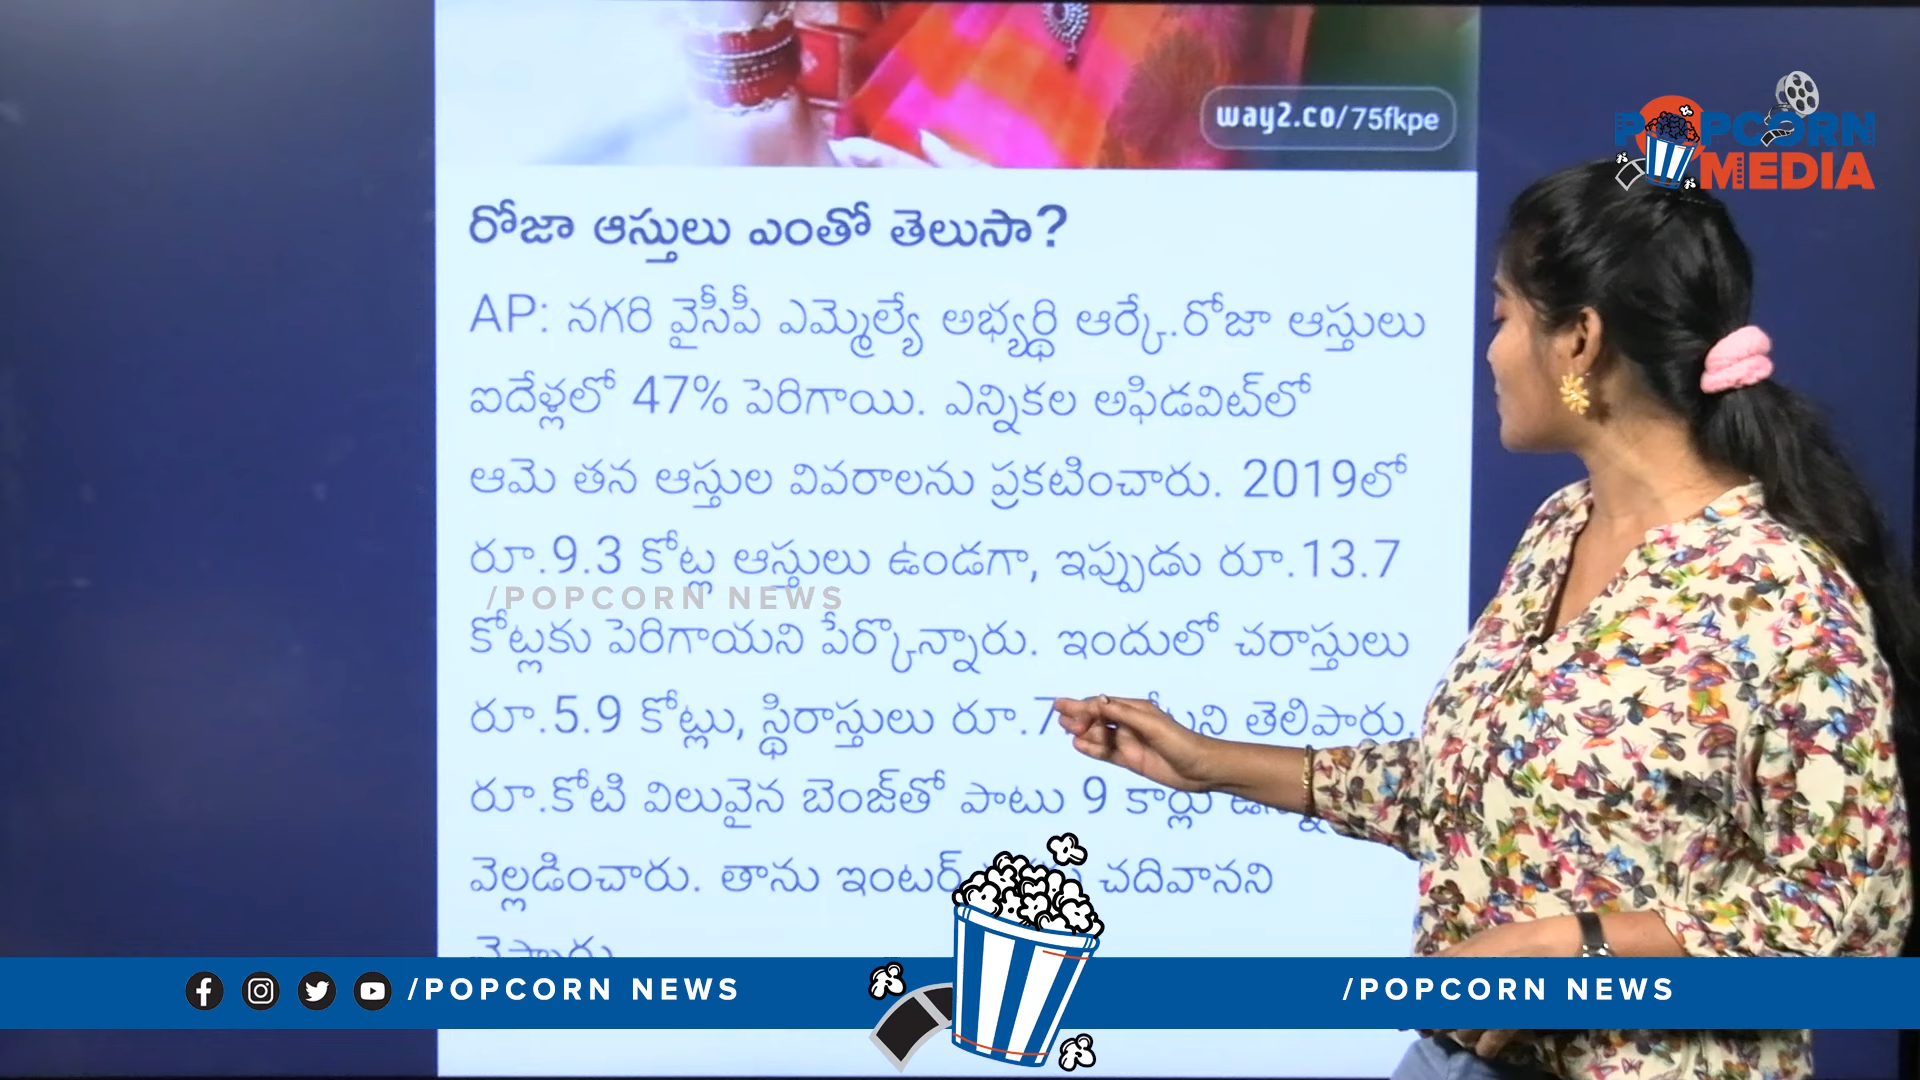 way2.co/75fkpe
POPCORN
MEDIA
రోజా ఆస్తులు ఎంతో తెలుసా?
AP: నగరి వైసీపీ ఎమ్మెల్యే అభ్యర్థి ఆర్కే.రోజా ఆస్తులు
ఐదేళ్లలో 47% పెరిగాయి. ఎన్నికల అఫిడవిట్‌లో
ఆమె తన ఆస్తుల వివరాలను ప్రకటించారు. 2019లో
రూ.9.3 కోట్ల ఆస్తులు ఉండగా, ఇప్పుడు రూ.13.7
/POPCORN NEWS
కోట్లకు పెరిగాయని పేర్కొన్నారు. ఇందులో చరాస్తులు
రూ.5.9 కోట్లు, స్థిరాస్తులు రూ.7 తెలిపారు.
రూ.కోటి విలువైన బెంజ్‌తో పాటు 9 కార్లు
వెల్లడించారు. తాను ఇంటర్ చదివానని
/POPCORN NEWS
/POPCORN NEWS